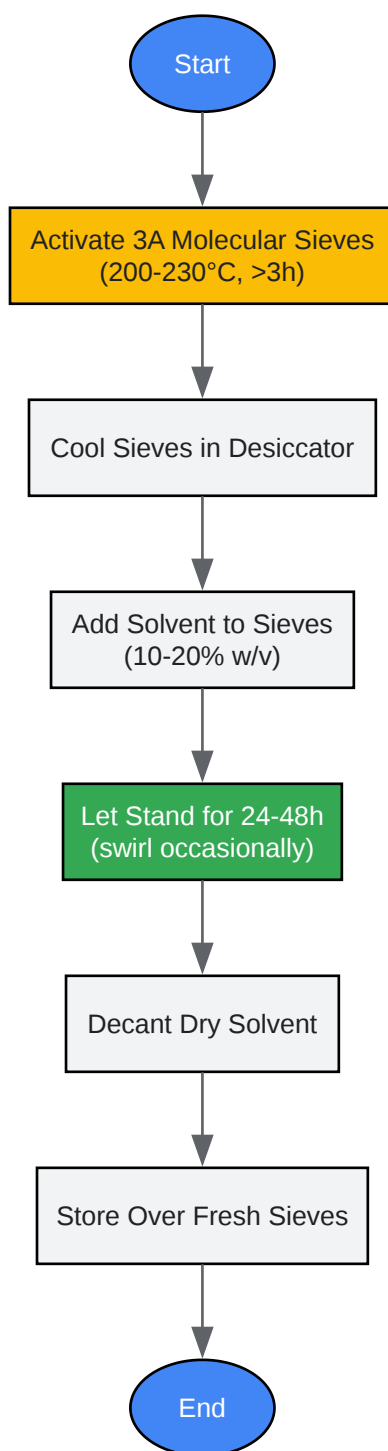 Start
Activate 3A Molecular Sieves
(200-230°C, >3h)
Cool Sieves in Desiccator
Add Solvent to Sieves
(10-20% w/v)
Let Stand for 24-48h
(swirl occasionally)
Decant Dry Solvent
Store Over Fresh Sieves
End